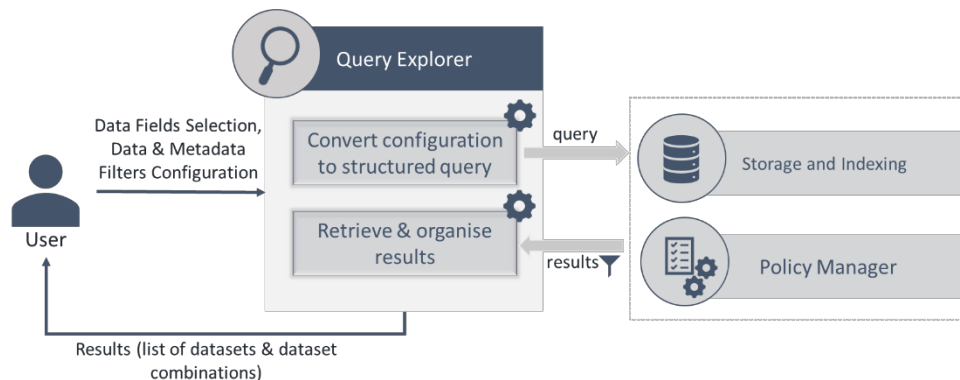 Query Explorer
Data Fields Selection,
Data & Metadata
Filters Configuration
Convert configuration
to structured query
query
Storage and Indexing
User
Retrieve & organise
results
results
Policy Manager
Results (list of datasets & dataset
combinations)